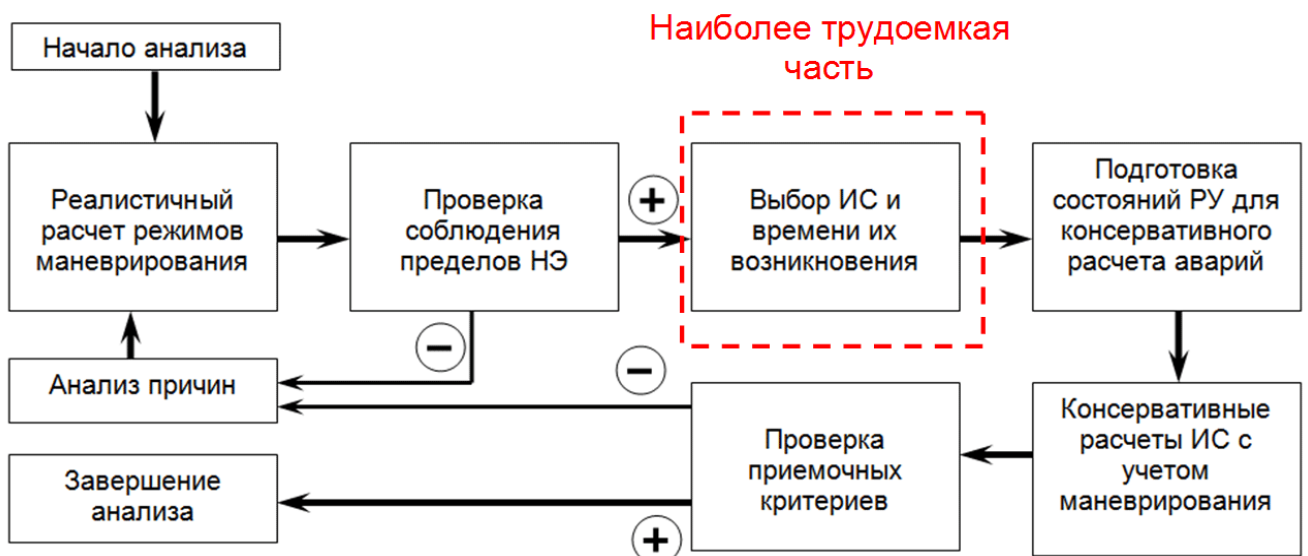 Наиболее трудоемкая
часть
Начало анализа
Реалистичный
расчет режимов
маневрирования
Проверка
соблюдения
пределов НЭ
+
Выбор ИС и
времени их
возникновения
Подготовка
состояний РУ для
консервативного
расчета аварий
−
−
Анализ причин
Проверка
приемочных
критериев
Консервативные
расчеты ИС с
учетом
маневрирования
Завершение
анализа
+